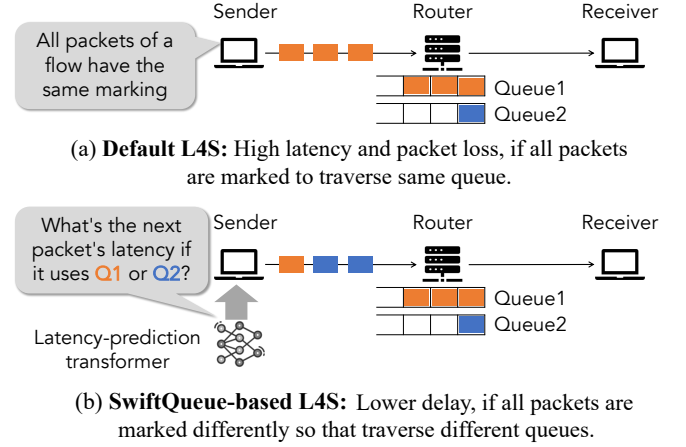 Sender
Router
Receiver
All packets of a
flow have the
same marking
Queue1
Queue2
(a) Default L4S: High latency and packet loss, if all packets
are marked to traverse same queue.
What's the next
packet's latency if
it uses Q1 or Q2?
Sender
Router
Receiver
Queue1
Queue2
Latency-prediction
transformer
(b) SwiftQueue-based L4S: Lower delay, if all packets are
marked differently so that traverse different queues.